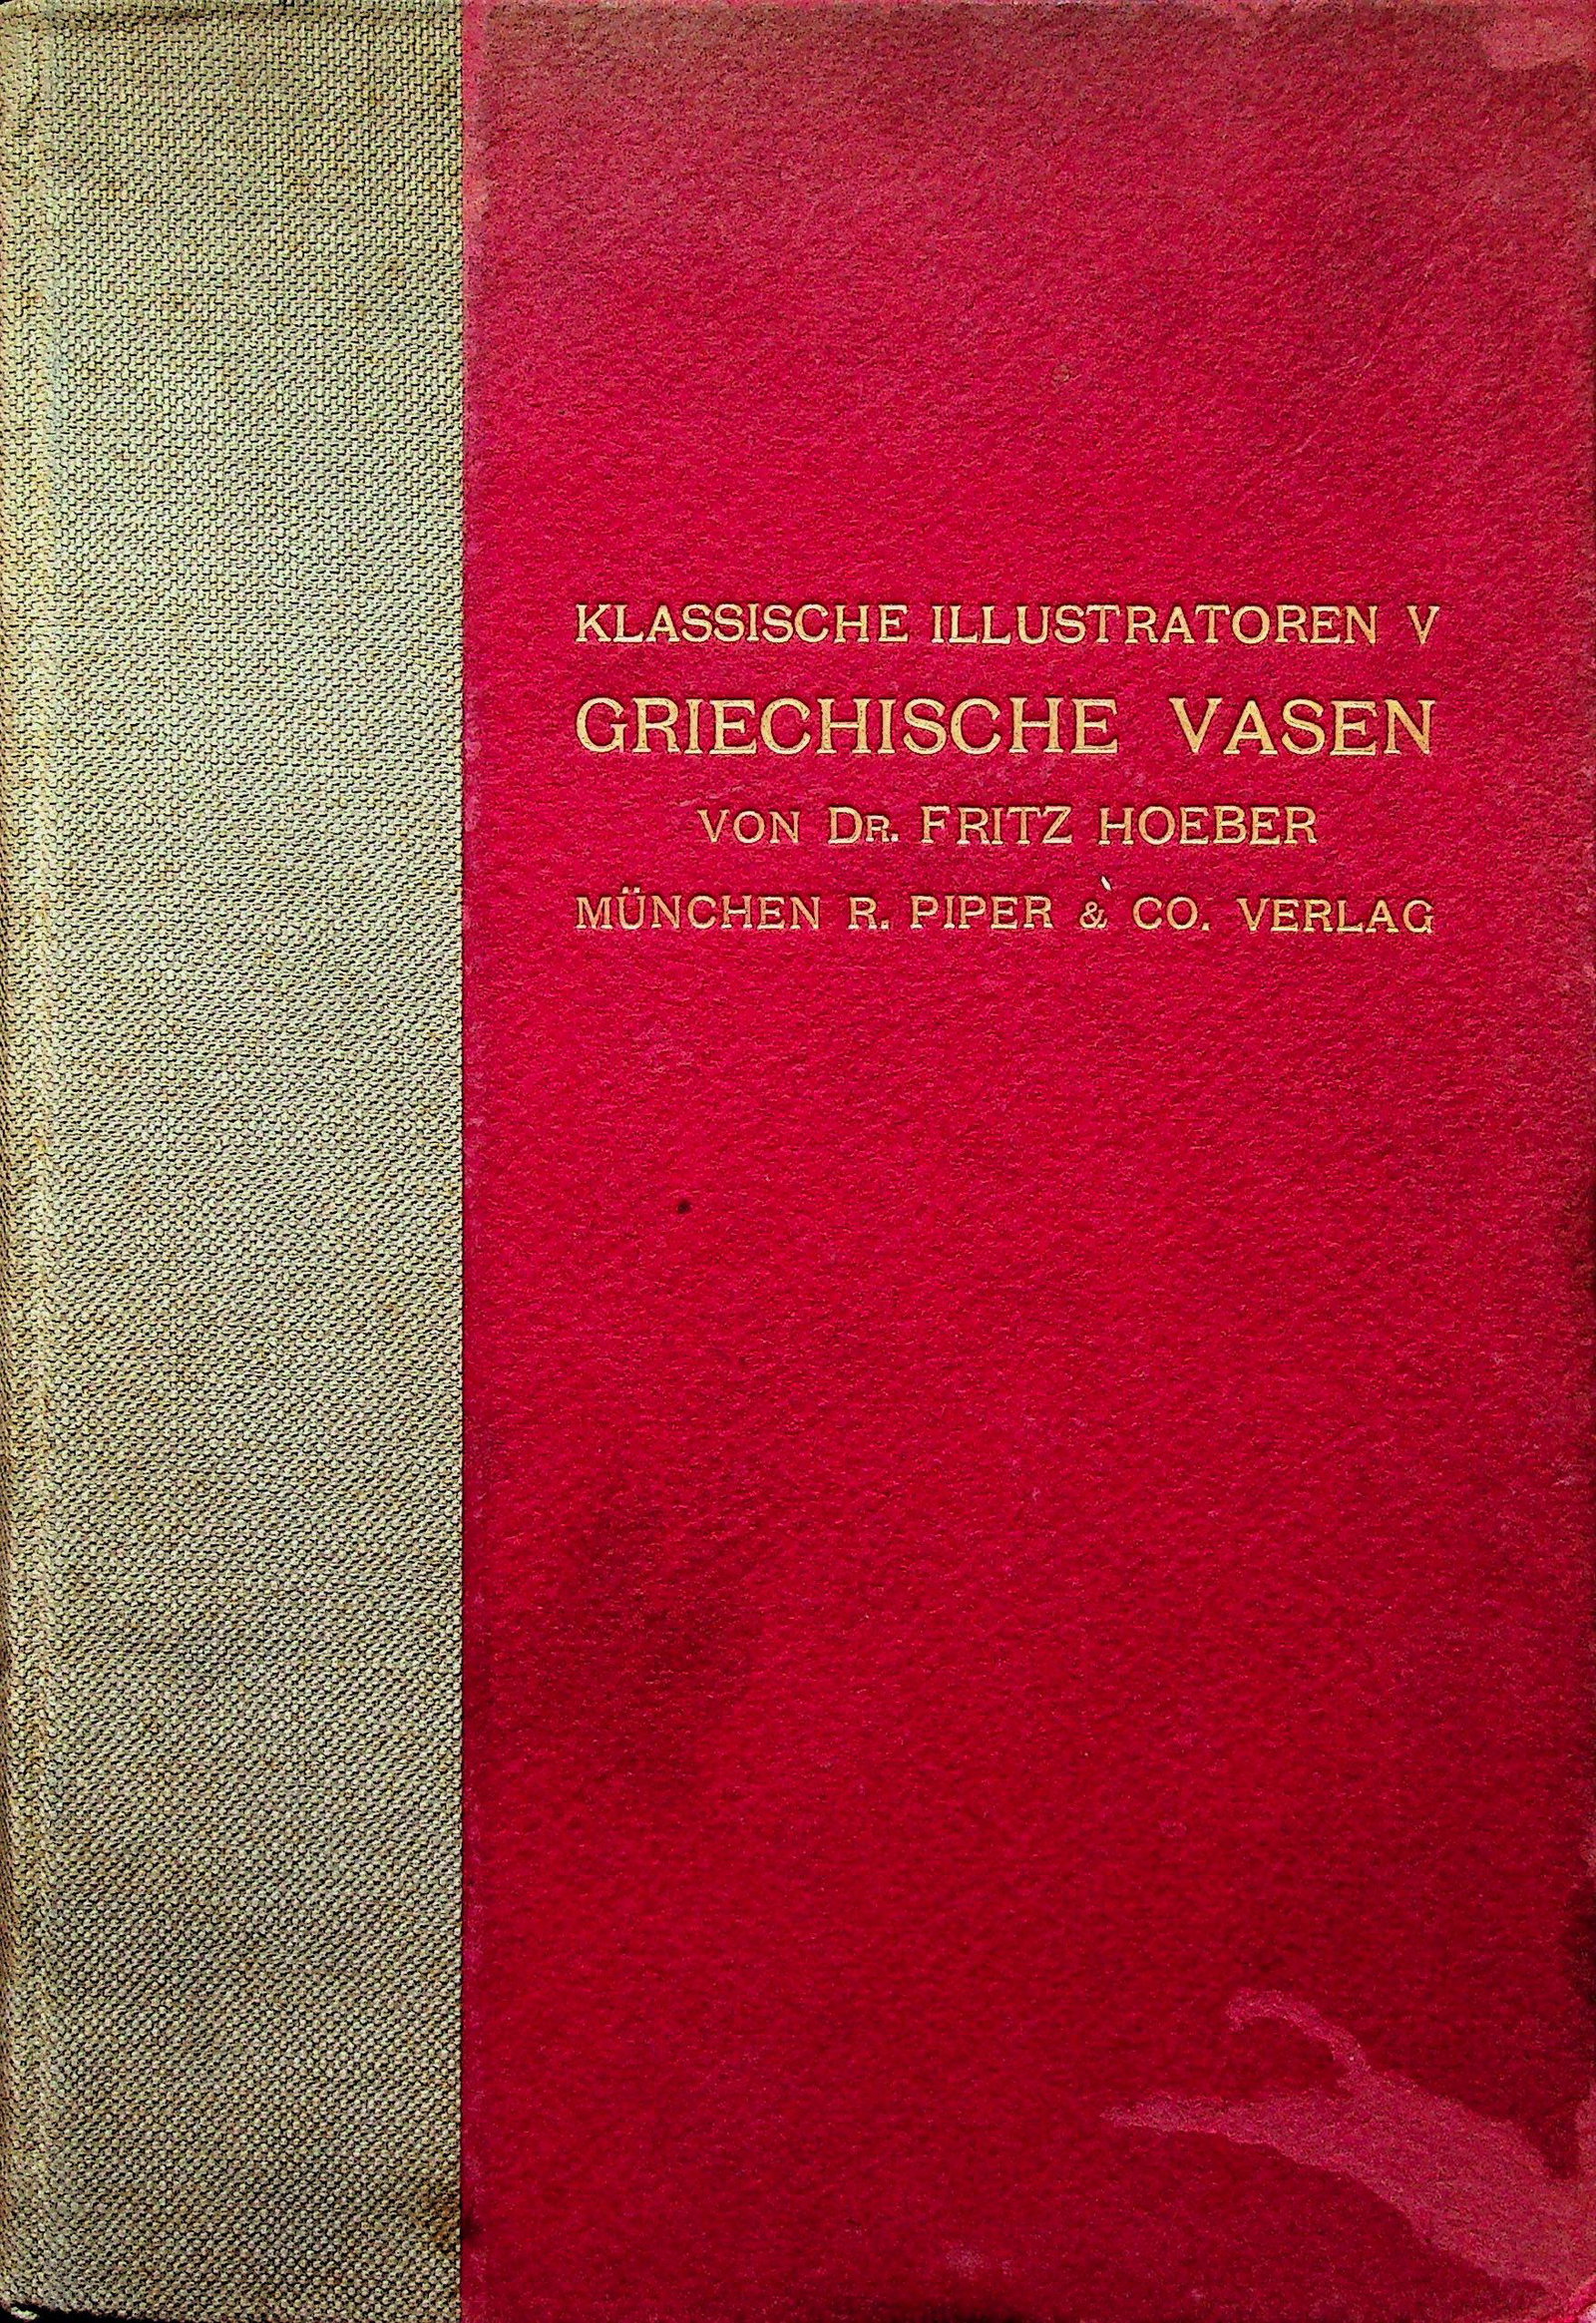 KLASSISCHE ILLUSTRATOREN V
GRIECHISCHE VASEN
VON DR. FRITZ HOEBER
MÜNCHEN R. PIPER & CO. VERLAG